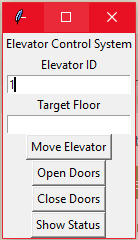 Elevator Control System
Elevator ID
1
Target Floor
Move Elevator
Open Doors
Close Doors
Show Status